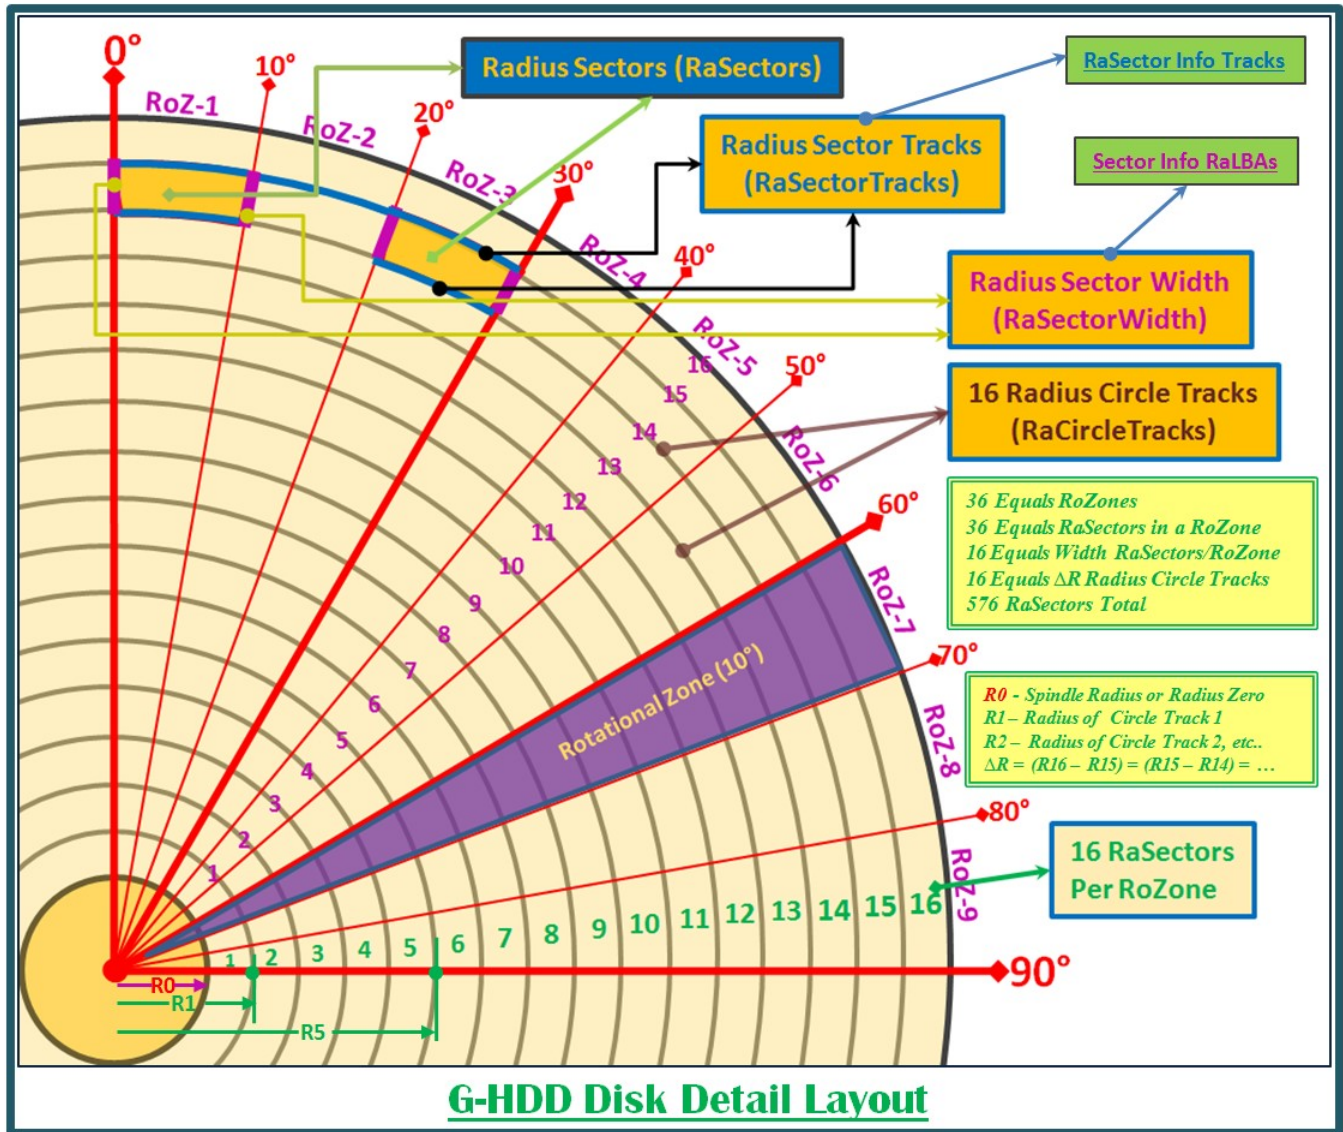 0°
10°
20°
30°
40°
50°
60°
70°
80°
90°
RoZ-1
RoZ-2
RoZ-3
RoZ-4
RoZ-5
RoZ-6
RoZ-7
RoZ-8
RoZ-9
Radius Sectors (RaSectors)
RaSector Info Tracks
Radius Sector Tracks
(RaSectorTracks)
Sector Info RaLBAs
Radius Sector Width
(RaSectorWidth)
16 Radius Circle Tracks
(RaCircleTracks)
36 Equals RoZones
36 Equals RaSectors in a RoZone
16 Equals Width RaSectors/RoZone
16 Equals ΔR Radius Circle Tracks
576 RaSectors Total
R0 - Spindle Radius or Radius Zero
R1 – Radius of Circle Track 1
R2 – Radius of Circle Track 2, etc..
ΔR = (R16 – R15) = (R15 – R14) = …
16 RaSectors
Per RoZone
16
15
14
13
12
11
10
9
8
7
6
5
4
3
2
1
Rotational Zone (10°)
1 2 3 4 5 6 7 8 9 10 11 12 13 14 15 16
R0
R1
R5
G-HDD Disk Detail Layout